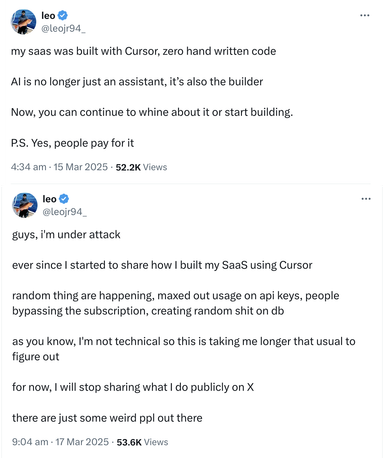 leo
@leojr94_
my saas was built with Cursor, zero hand written code
AI is no longer just an assistant, it's also the builder
Now, you can continue to whine about it or start building.
P.S. Yes, people pay for it
4:34 am · 15 Mar 2025 · 52.2K Views
leo
@leojr94_
guys, i'm under attack
ever since I started to share how I built my SaaS using Cursor
random thing are happening, maxed out usage on api keys, people
bypassing the subscription, creating random shit on db
as you know, I'm not technical so this is taking me longer that usual to
figure out
for now, I will stop sharing what I do publicly on X
there are just some weird ppl out there
9:04 am · 17 Mar 2025 · 53.6K Views